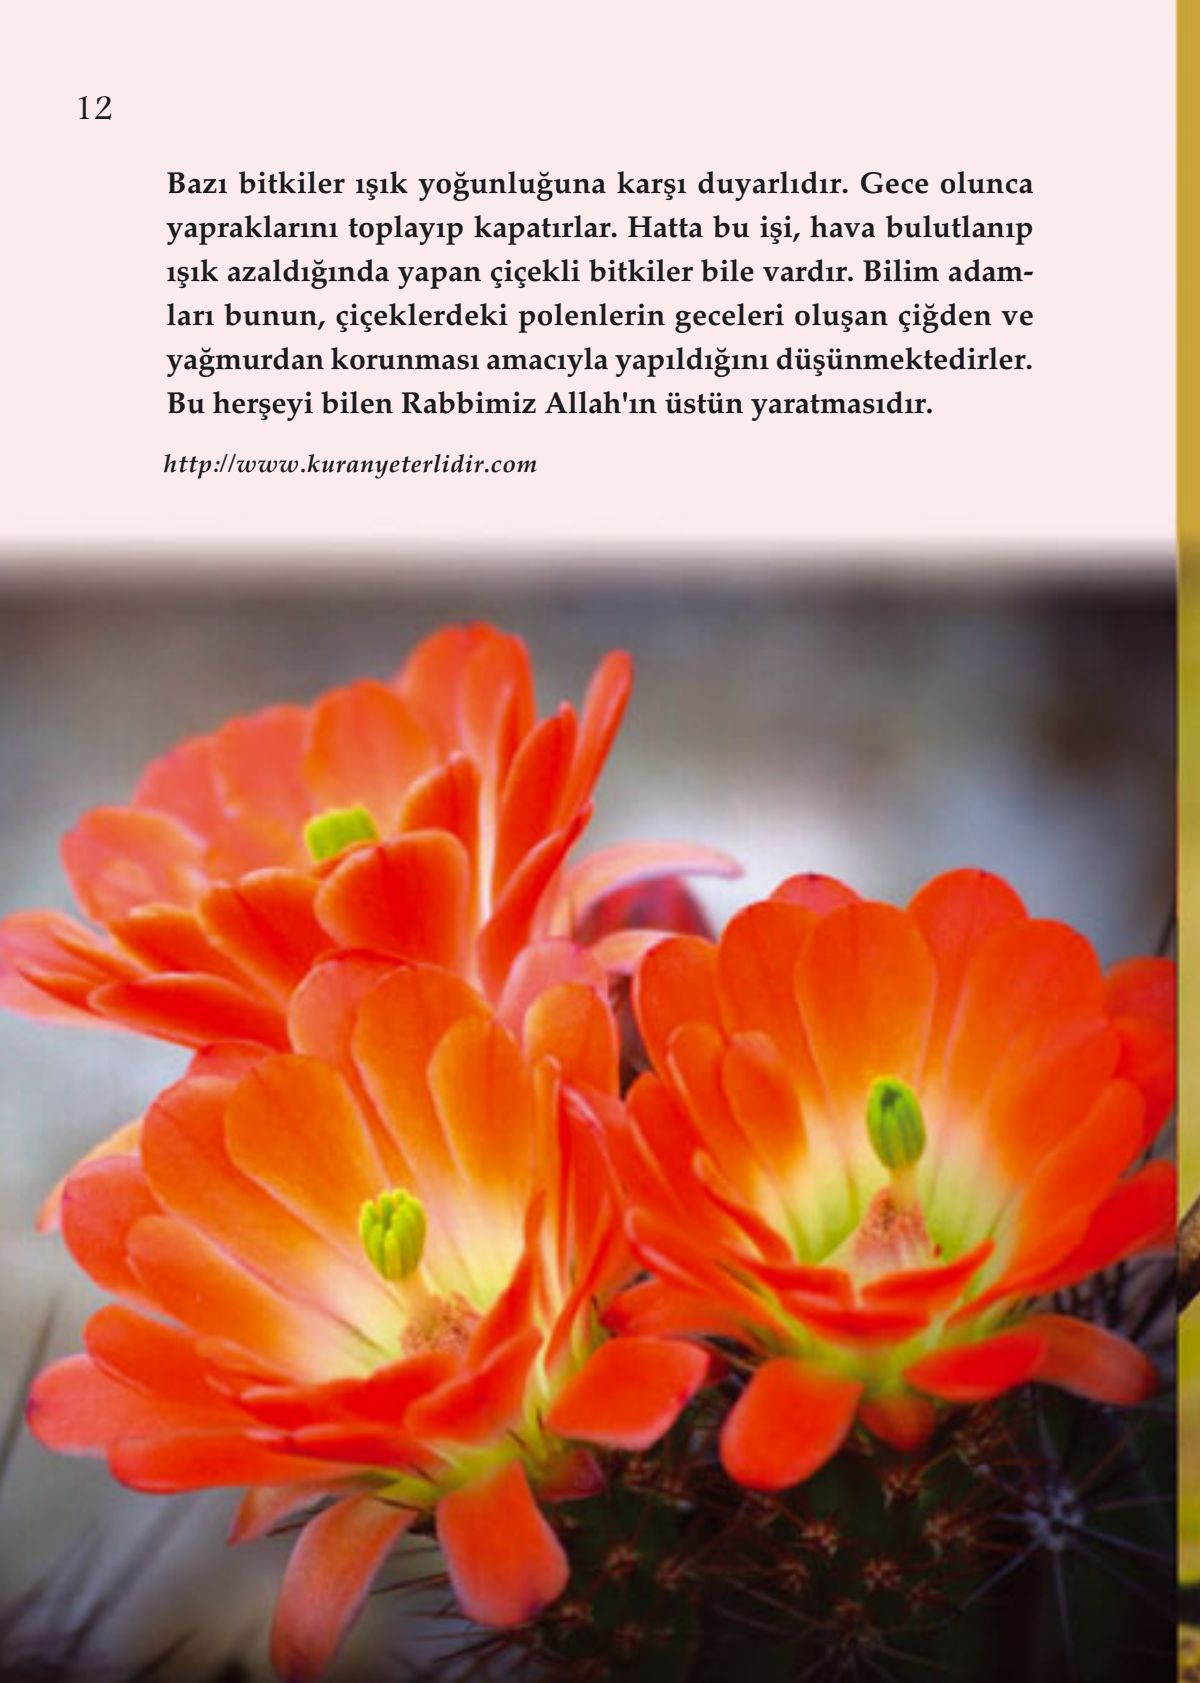 12
Bazı bitkiler ışık yoğunluğuna karşı duyarlıdır. Gece olunca
yapraklarını toplayıp kapatırlar. Hatta bu işi, hava bulutlanıp
ışık azaldığında yapan çiçekli bitkiler bile vardır. Bilim adam-
ları bunun, çiçeklerdeki polenlerin geceleri oluşan çiğden ve
yağmurdan korunması amacıyla yapıldığını düşünmektedirler.
Bu herşeyi bilen Rabbimiz Allah'ın üstün yaratmasıdır.
http://www.kuranyeterlidir.com